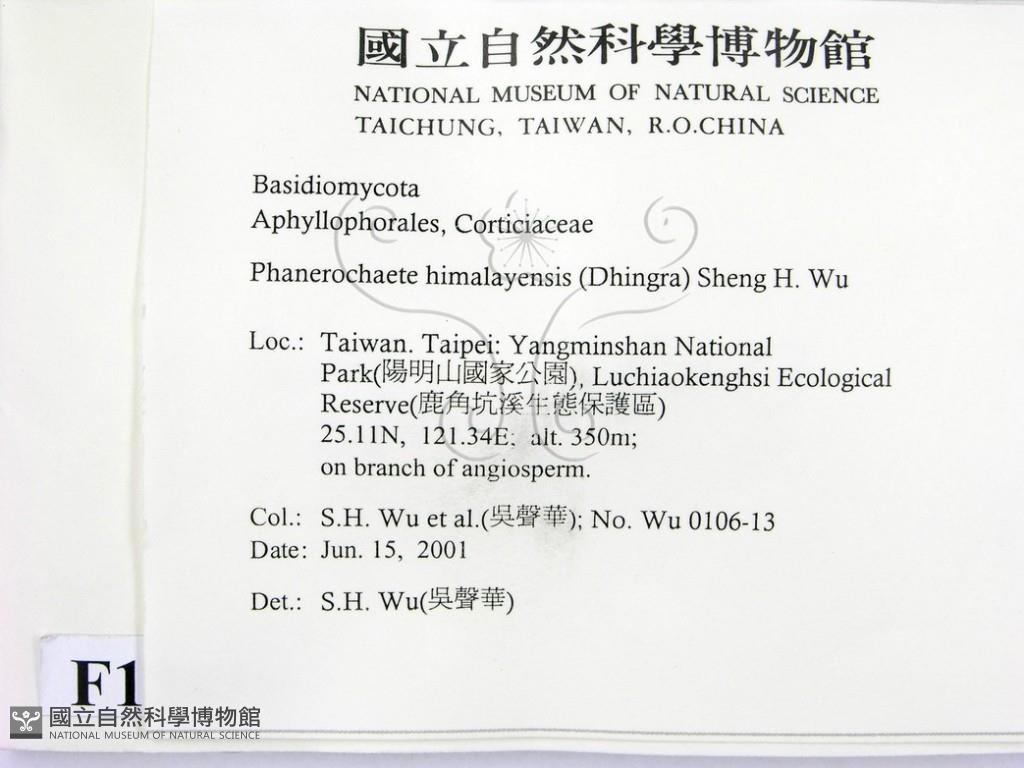 國立自然科學博物館
NATIONAL MUSEUM OF NATURAL SCIENCE
TAICHUNG, TAIWAN, R.O.CHINA
Basidiomycota
Aphyllophorales, Corticiaceae
Phanerochaete himalayensis (Dhingra) Sheng H. Wu
Loc.: Taiwan. Taipei: Yangminshan National
Park(陽明山國家公園), Luchiaokenghsi Ecological
Reserve(鹿角坑溪生態保護區)
25.11N, 121.34E; alt. 350m;
on branch of angiosperm.
Col.: S.H. Wu et al.(吳聲華); No. Wu 0106-13
Date: Jun. 15, 2001
Det.: S.H. Wu(吳聲華)
F1
國立自然科學博物館
NATIONAL MUSEUM OF NATURAL SCIENCE